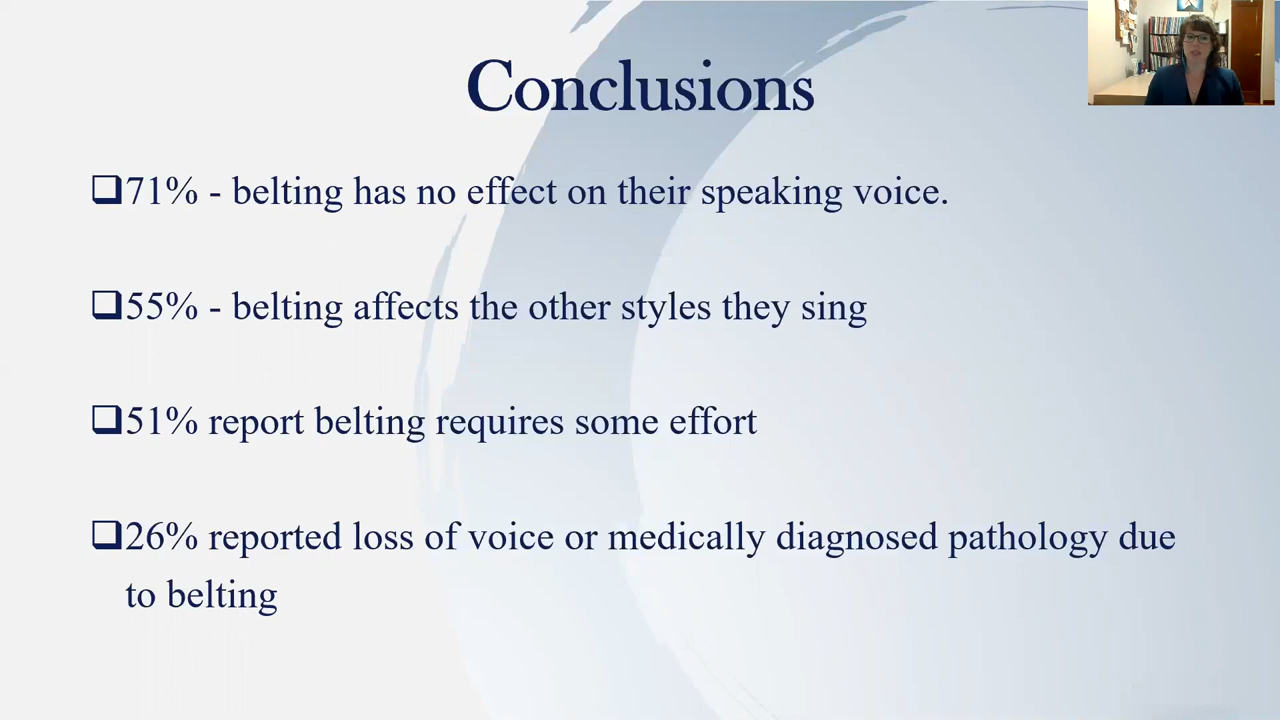 Conclusions
❑71% - belting has no effect on their speaking voice.
❑55% - belting affects the other styles they sing
❑51% report belting requires some effort
❑26% reported loss of voice or medically diagnosed pathology due
to belting